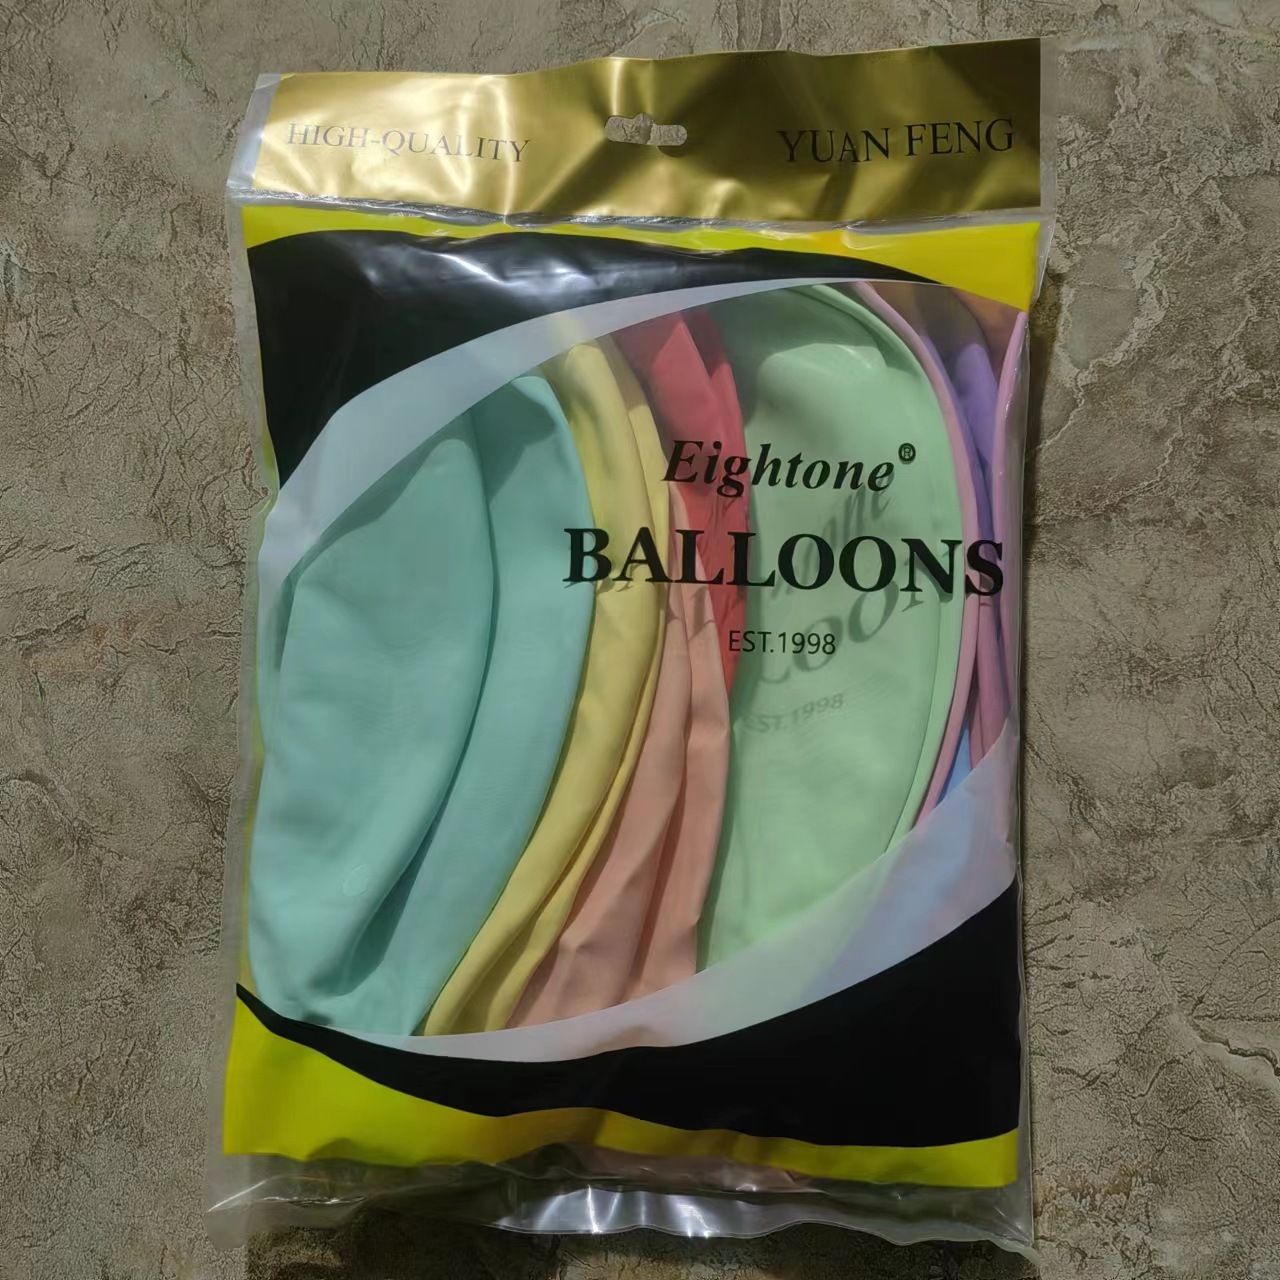 HIGH-QUALITY
YUAN FENG
Eightone®
BALLOONS
EST.1998